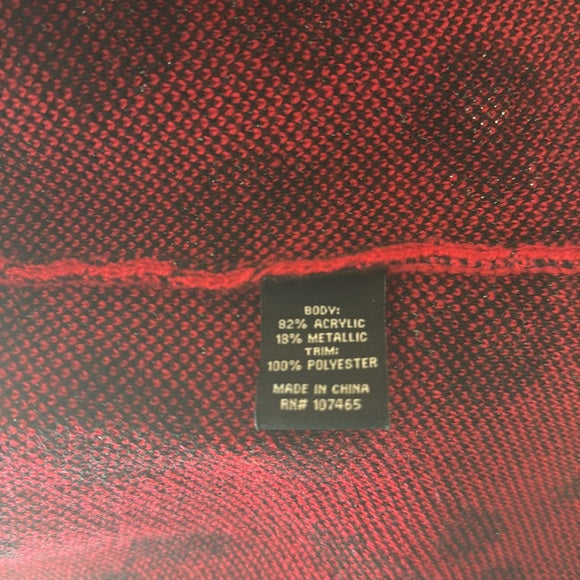 BODY:
82% ACRYLIC
18% METALLIC
TRIM:
100% POLYESTER
MADE IN CHINA
RN# 107465